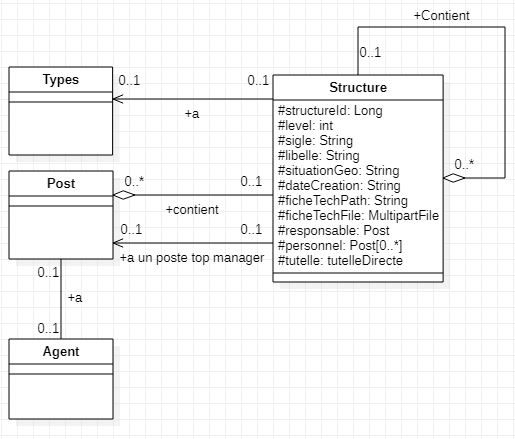 +Contient
0..1
Types
0..1
0..1
Structure
+a
#structureId: Long
#level: int
#sigle: String
#libelle: String
#situationGeo: String
#dateCreation: String
#ficheTechPath: String
#ficheTechFile: MultipartFile
#responsable: Post
#personnel: Post[0..*]
#tutelle: tutelleDirecte
0..*
Post
0..*
0..1
+contient
0..1
0..1
+a un poste top manager
0..1
+a
0..1
Agent